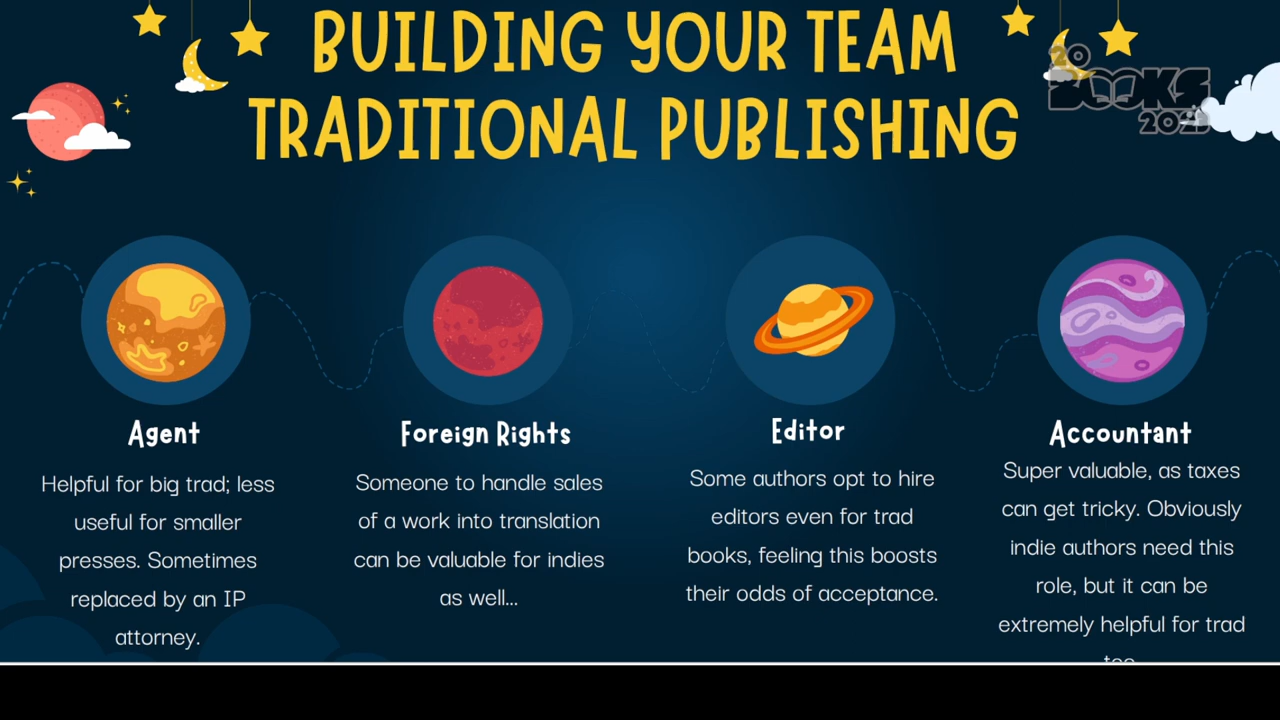 BUILDING YOUR TEAM
TRADITIONAL PUBLISHING
20
BOOKS
2023
Agent
Helpful for big trad; less
useful for smaller
presses. Sometimes
replaced by an IP
attorney.
Foreign Rights
Someone to handle sales
of a work into translation
can be valuable for indies
as well...
Editor
Some authors opt to hire
editors even for trad
books, feeling this boosts
their odds of acceptance.
Accountant
Super valuable, as taxes
can get tricky. Obviously
indie authors need this
role, but it can be
extremely helpful for trad